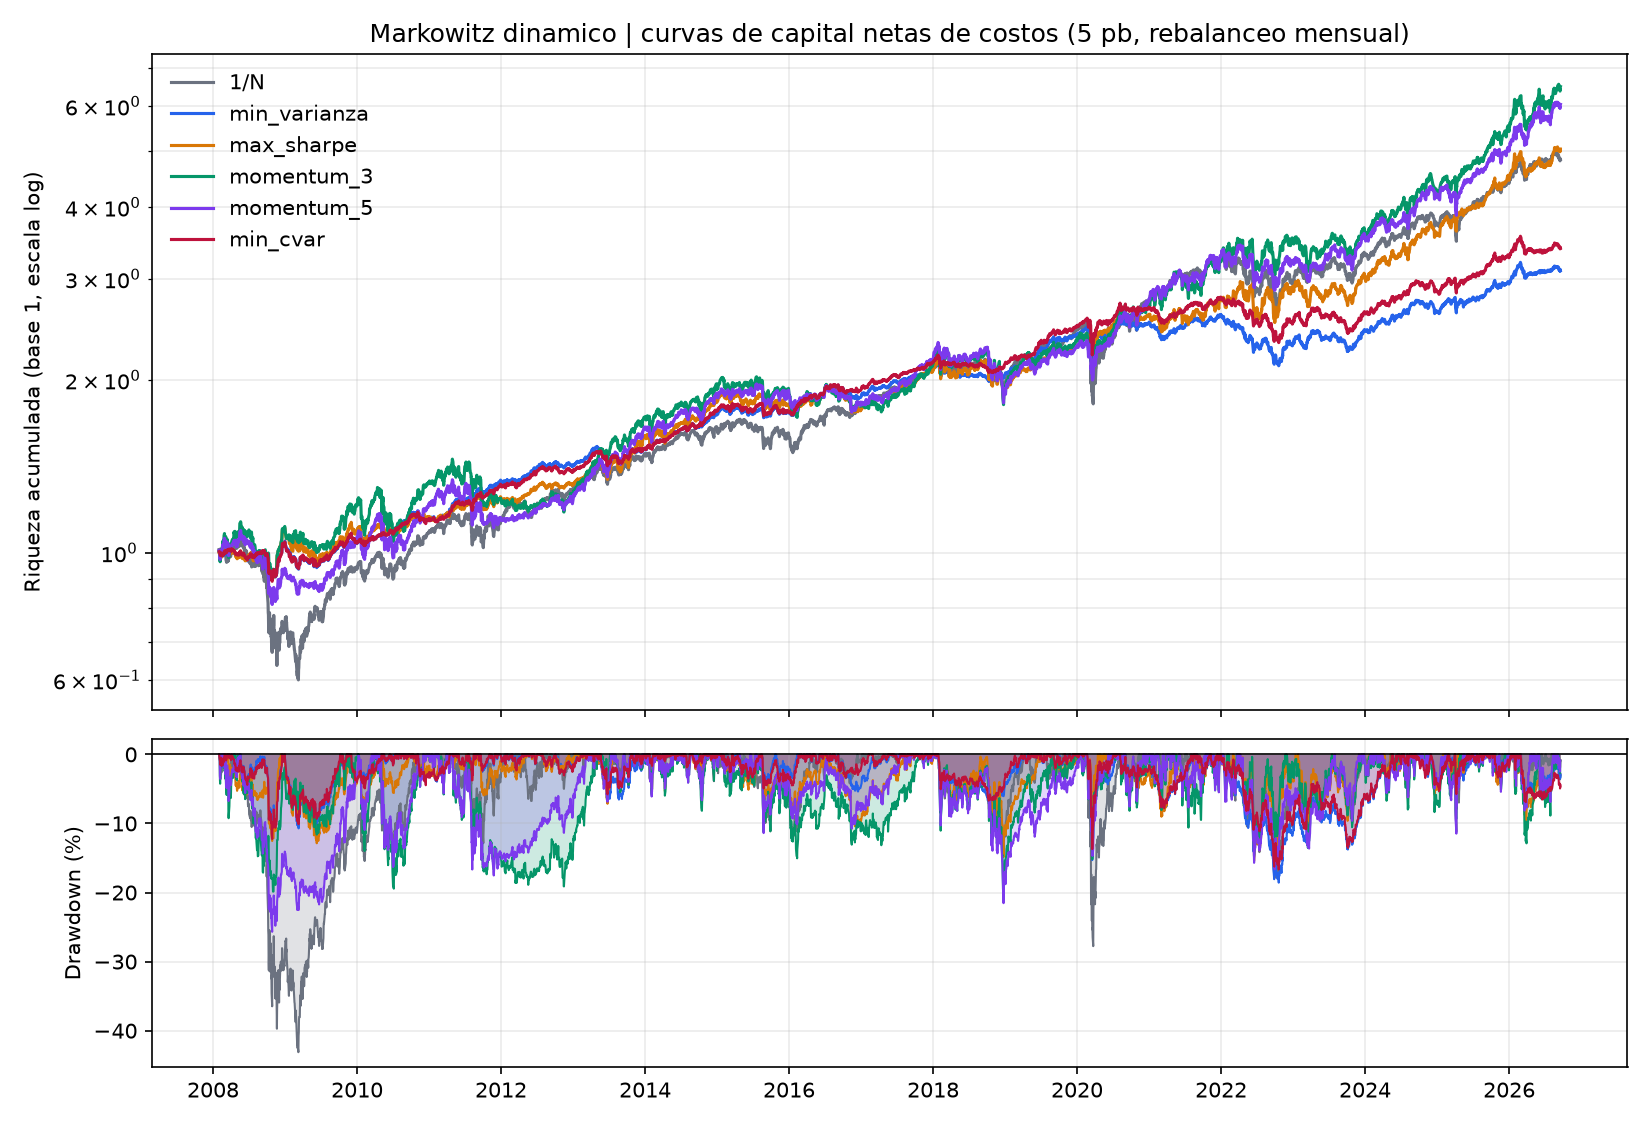 Markowitz dinamico | curvas de capital netas de costos (5 pb, rebalanceo mensual)
Riqueza acumulada (base 1, escala log)
6 × 10⁰
4 × 10⁰
3 × 10⁰
2 × 10⁰
10⁰
6 × 10⁻¹
1/N
min_varianza
max_sharpe
momentum_3
momentum_5
min_cvar
Drawdown (%)
0
−10
−20
−30
−40
2008 2010 2012 2014 2016 2018 2020 2022 2024 2026